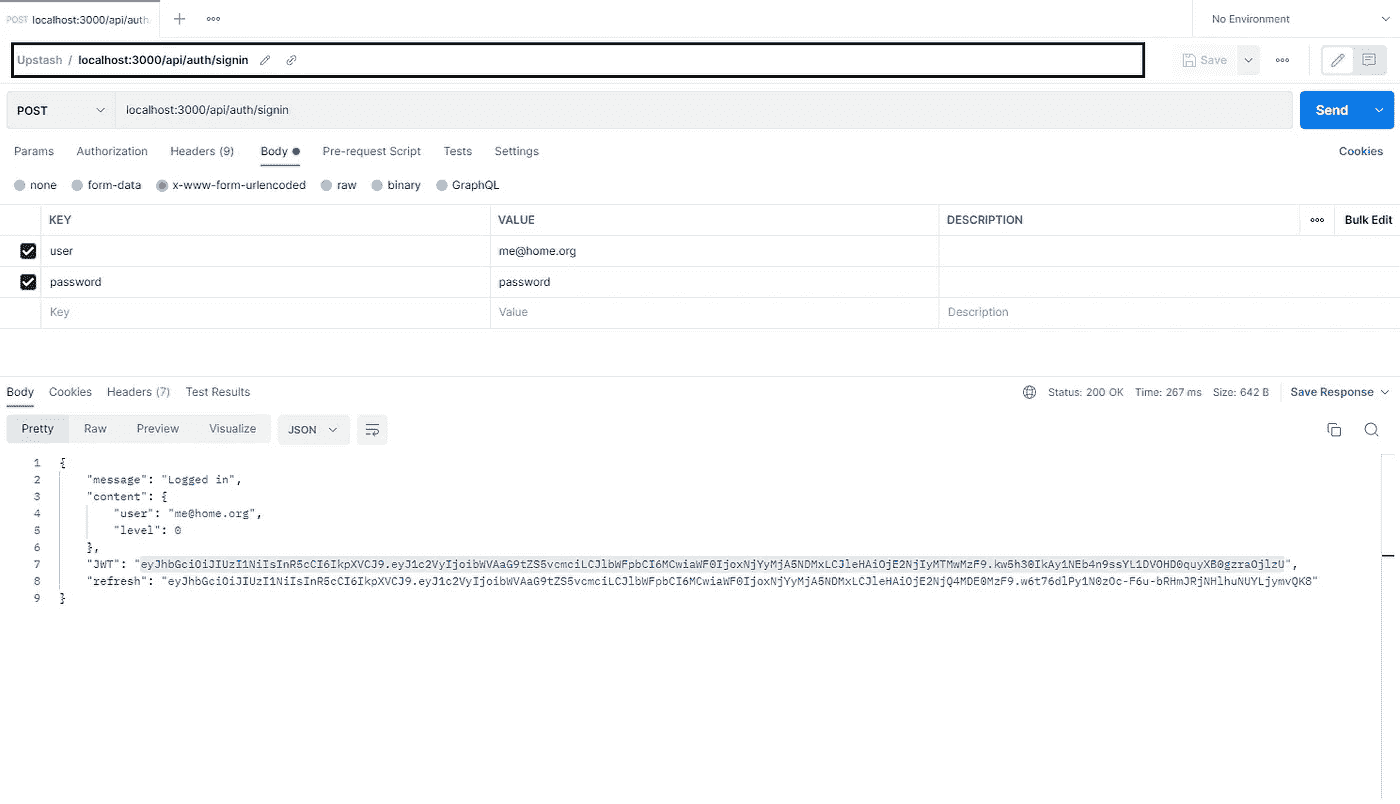 POST localhost:3000/api/auth
No Environment
Upstash / localhost:3000/api/auth/signin
Save
POST localhost:3000/api/auth/signin Send
Params Authorization Headers (9) Body Pre-request Script Tests Settings Cookies
none form-data x-www-form-urlencoded raw binary GraphQL
KEY VALUE DESCRIPTION Bulk Edit
user me@home.org
password password
Key Value Description
Body Cookies Headers (7) Test Results Status: 200 OK Time: 267 ms Size: 642 B Save Response
Pretty Raw Preview Visualize JSON
1 {
2 "message": "Logged in",
3 "content": {
4 "user": "me@home.org",
5 "level": 0
6 },
7 "JWT": "eyJhbGciOiJIUzI1NiIsInR5cCI6IkpXVCJ9.eyJ1c2VyIjoibWVAaG9tZS5vcmciLCJlbWFpbCI6MCwiaWF0IjoxNjYyMjA5NDMxLCJleHAiOjE2NjIyMTMwMzF9.kw5h30IkAy1NEb4n9ssYL1DVOHD0quyXB0gzraOjlzU",
8 "refresh": "eyJhbGciOiJIUzI1NiIsInR5cCI6IkpXVCJ9.eyJ1c2VyIjoibWVAaG9tZS5vcmciLCJlbWFpbCI6MCwiaWF0IjoxNjYyMjA5NDMxLCJleHAiOjE2NjQ4MDE0MzF9.w6t76dlPy1N0zOc-F6u-bRHmJRjNHlhuNUYLjymvQK8"
9 }